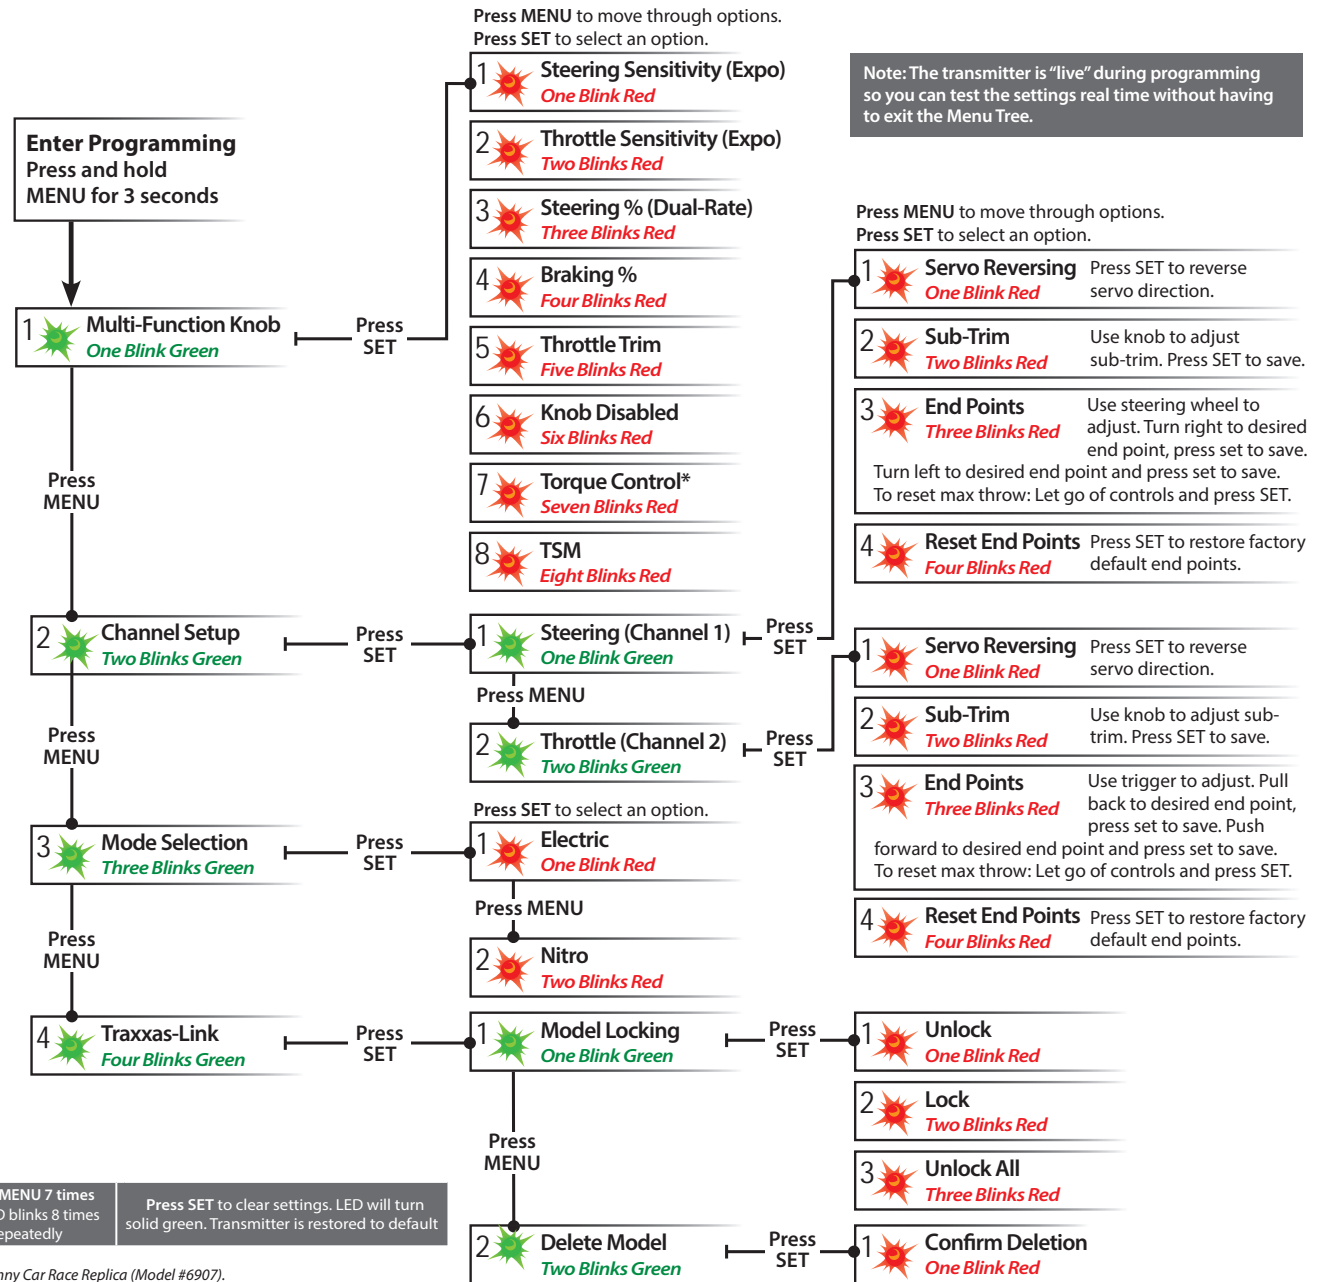 Press MENU to move through options.
Press SET to select an option.
Enter Programming
Press and hold
MENU for 3 seconds
1
Multi-Function Knob
One Blink Green
Press
SET
1
Steering Sensitivity (Expo)
One Blink Red
2
Throttle Sensitivity (Expo)
Two Blinks Red
3
Steering % (Dual-Rate)
Three Blinks Red
4
Braking %
Four Blinks Red
5
Throttle Trim
Five Blinks Red
6
Knob Disabled
Six Blinks Red
7
Torque Control*
Seven Blinks Red
8
TSM
Eight Blinks Red
Note: The transmitter is “live” during programming
so you can test the settings real time without having
to exit the Menu Tree.
Press
MENU
2
Channel Setup
Two Blinks Green
Press
SET
1
Steering (Channel 1)
One Blink Green
Press
SET
Press MENU
2
Throttle (Channel 2)
Two Blinks Green
Press
SET
Press MENU to move through options.
Press SET to select an option.
1
Servo Reversing
One Blink Red
Press SET to reverse
servo direction.
2
Sub-Trim
Two Blinks Red
Use knob to adjust
sub-trim. Press SET to save.
3
End Points
Three Blinks Red
Use steering wheel to
adjust. Turn right to desired
end point, press set to save.
Turn left to desired end point and press set to save.
To reset max throw: Let go of controls and press SET.
4
Reset End Points
Four Blinks Red
Press SET to restore factory
default end points.
1
Servo Reversing
One Blink Red
Press SET to reverse
servo direction.
2
Sub-Trim
Two Blinks Red
Use knob to adjust sub-
trim. Press SET to save.
3
End Points
Three Blinks Red
Use trigger to adjust. Pull
back to desired end point,
press set to save. Push
forward to desired end point and press set to save.
To reset max throw: Let go of controls and press SET.
4
Reset End Points
Four Blinks Red
Press SET to restore factory
default end points.
Press
MENU
3
Mode Selection
Three Blinks Green
Press
SET
Press SET to select an option.
1
Electric
One Blink Red
Press MENU
2
Nitro
Two Blinks Red
Press
MENU
4
Traxxas-Link
Four Blinks Green
Press
SET
1
Model Locking
One Blink Green
Press
SET
1
Unlock
One Blink Red
2
Lock
Two Blinks Red
3
Unlock All
Three Blinks Red
Press
MENU
2
Delete Model
Two Blinks Green
Press
SET
1
Confirm Deletion
One Blink Red
MENU 7 times
blinks 8 times
Press SET to clear settings. LED will turn
solid green. Transmitter is restored to default
Car Race Replica (Model #6907).